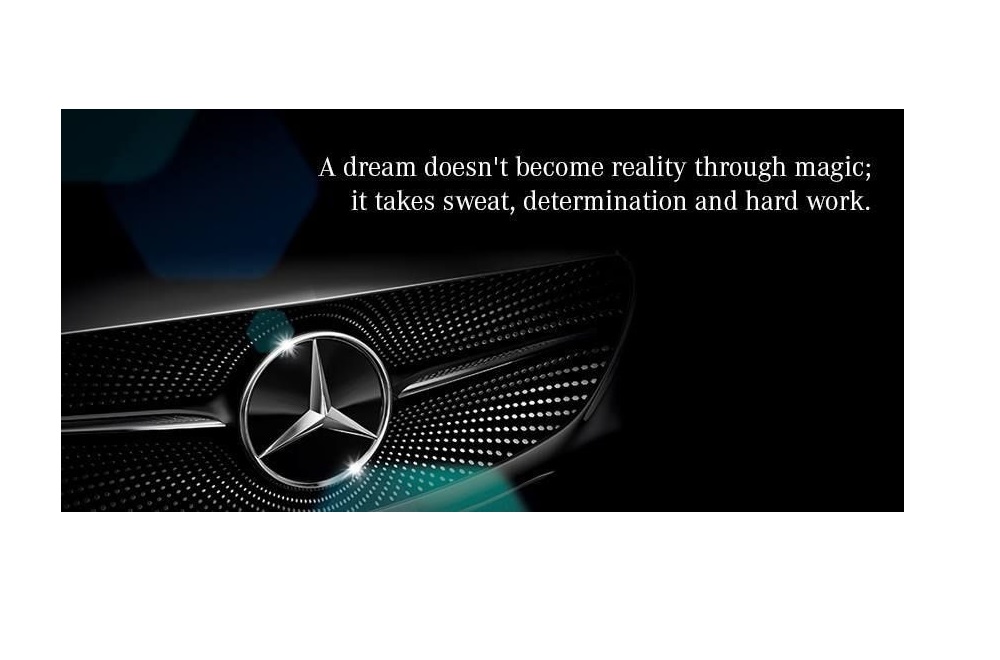 A dream doesn't become reality through magic;
it takes sweat, determination and hard work.